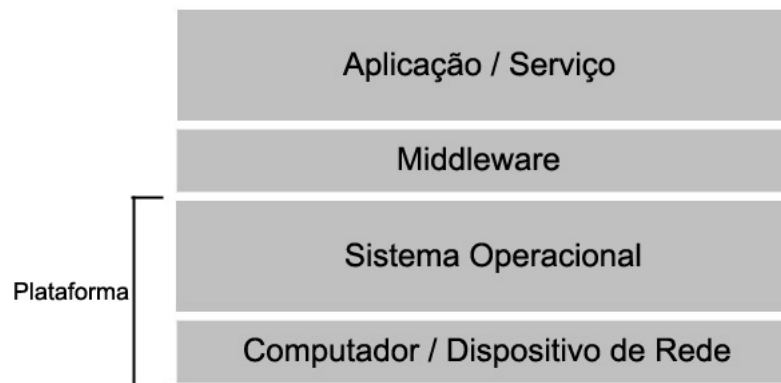 Aplicação / Serviço
Middleware
Sistema Operacional
Plataforma
Computador / Dispositivo de Rede